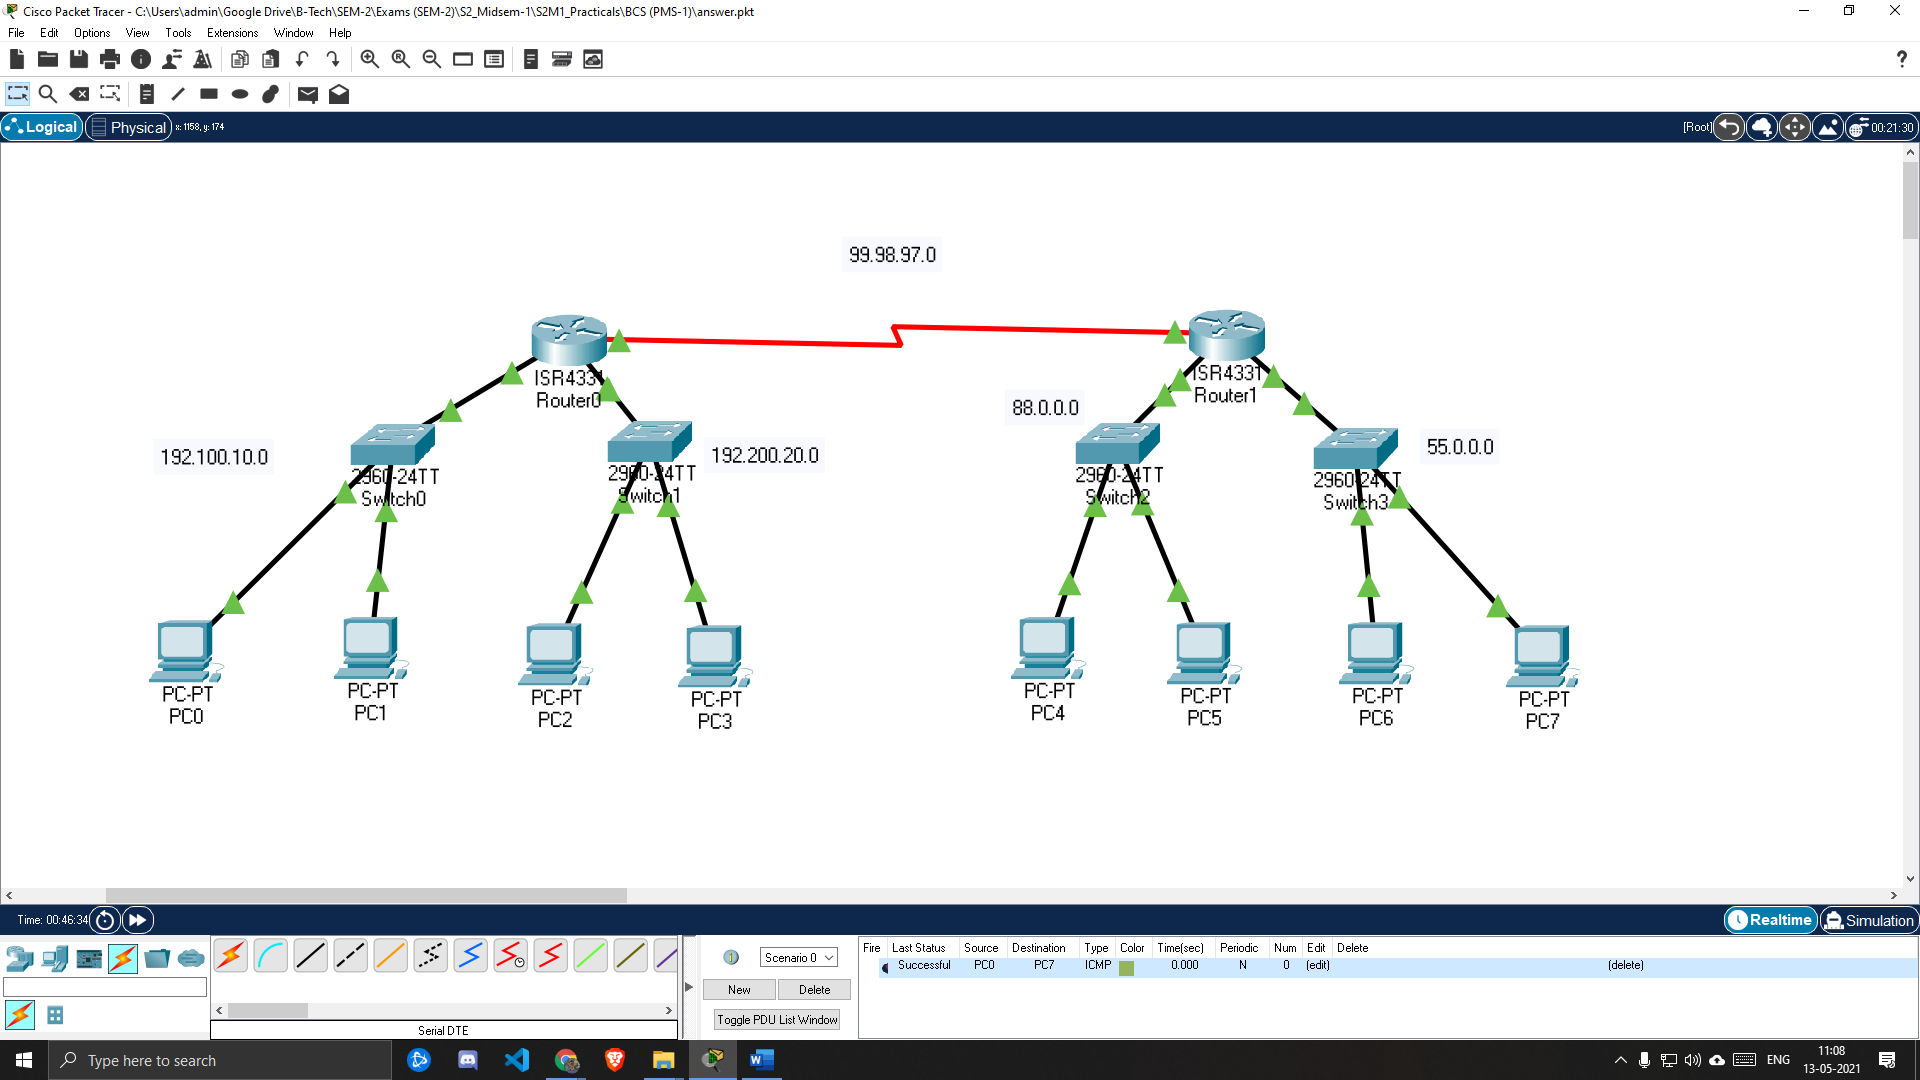 Cisco Packet Tracer - C:\Users\admin\Google Drive\B-Tech\SEM-2\Exams (SEM-2)\S2_Midsem-1\S2M1_Practicals\BCS (PMS-1)\answer.pkt
File Edit Options View Tools Extensions Window Help
Logical Physical x: 1158, y: 174 [Root] 00:21:30
99.98.97.0
ISR4331
Router0
ISR4331
Router1
88.0.0.0
192.100.10.0
192.200.20.0
55.0.0.0
2960-24TT
Switch0
2960-24TT
Switch1
2960-24TT
Switch2
2960-24TT
Switch3
PC-PT
PC0
PC-PT
PC1
PC-PT
PC2
PC-PT
PC3
PC-PT
PC4
PC-PT
PC5
PC-PT
PC6
PC-PT
PC7
Time: 00:46:34 Realtime Simulation
Scenario 0
New Delete
Toggle PDU List Window
Serial DTE
Fire Last Status Source Destination Type Color Time(sec) Periodic Num Edit Delete
Successful PC0 PC7 ICMP 0.000 N 0 (edit) (delete)
Type here to search
ENG
11:08
13-05-2021